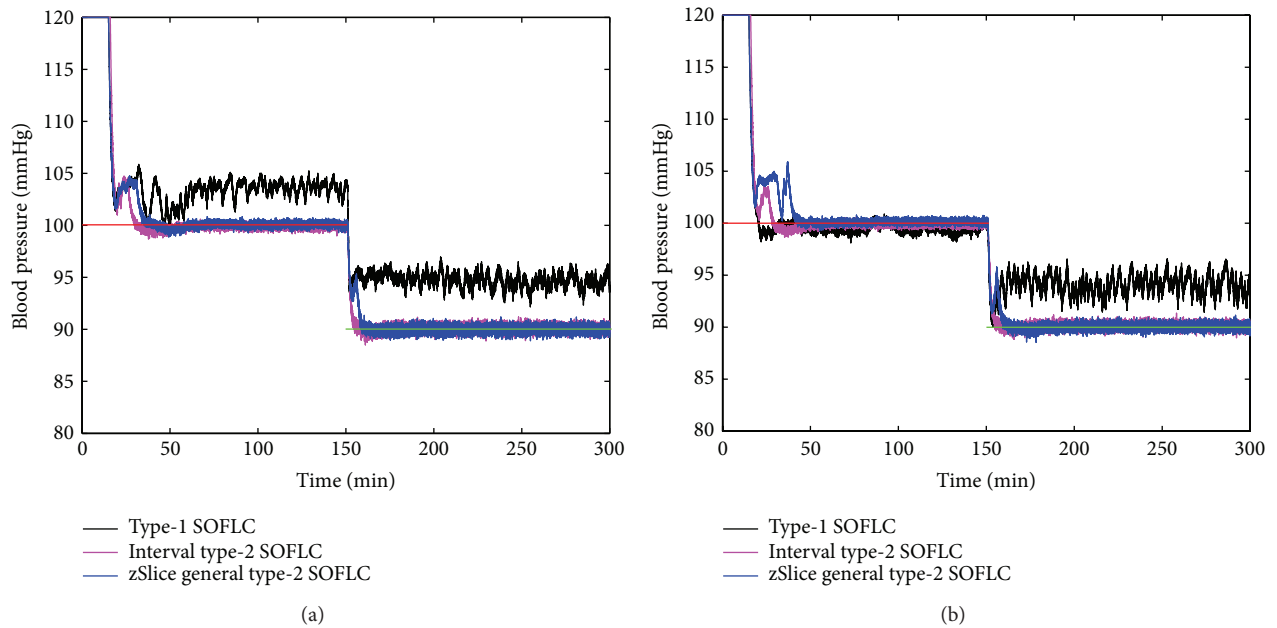 120
115
110
105
100
95
90
85
80
Blood pressure (mmHg)
0 50 100 150 200 250 300
Time (min)
Type-1 SOFLC
Interval type-2 SOFLC
zSlice general type-2 SOFLC
(a)
120
115
110
105
100
95
90
85
80
Blood pressure (mmHg)
0 50 100 150 200 250 300
Time (min)
Type-1 SOFLC
Interval type-2 SOFLC
zSlice general type-2 SOFLC
(b)